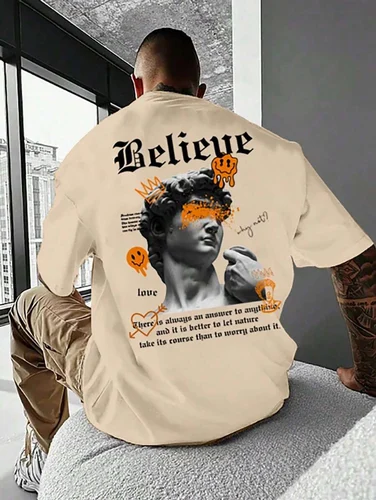 Believe
why not?
love
There is always an answer to anything,
and it is better to let nature
take its course than to worry about it.